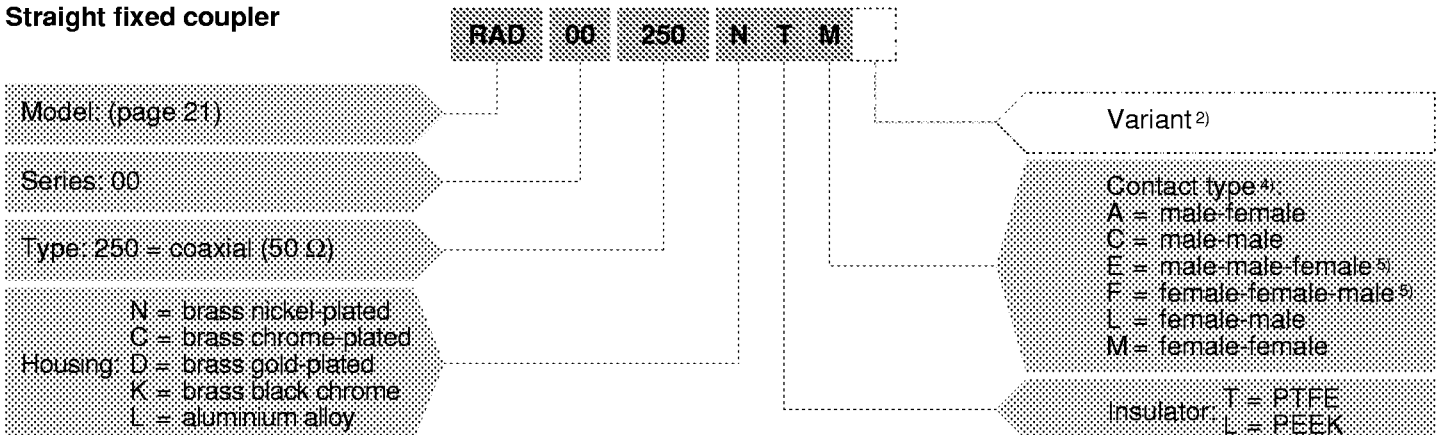 Straight fixed coupler
RAD 00 250 N T M
Model: (page 21)
Series: 00
Type: 250 = coaxial (50 Ω)
Housing:
N = brass nickel-plated
C = brass chrome-plated
D = brass gold-plated
K = brass black chrome
L = aluminium alloy
Variant 2)
Contact type 4):
A = male-female
C = male-male
E = male-male-female 5)
F = female-female-male 5)
L = female-male
M = female-female
Insulator:
T = PTFE
L = PEEK